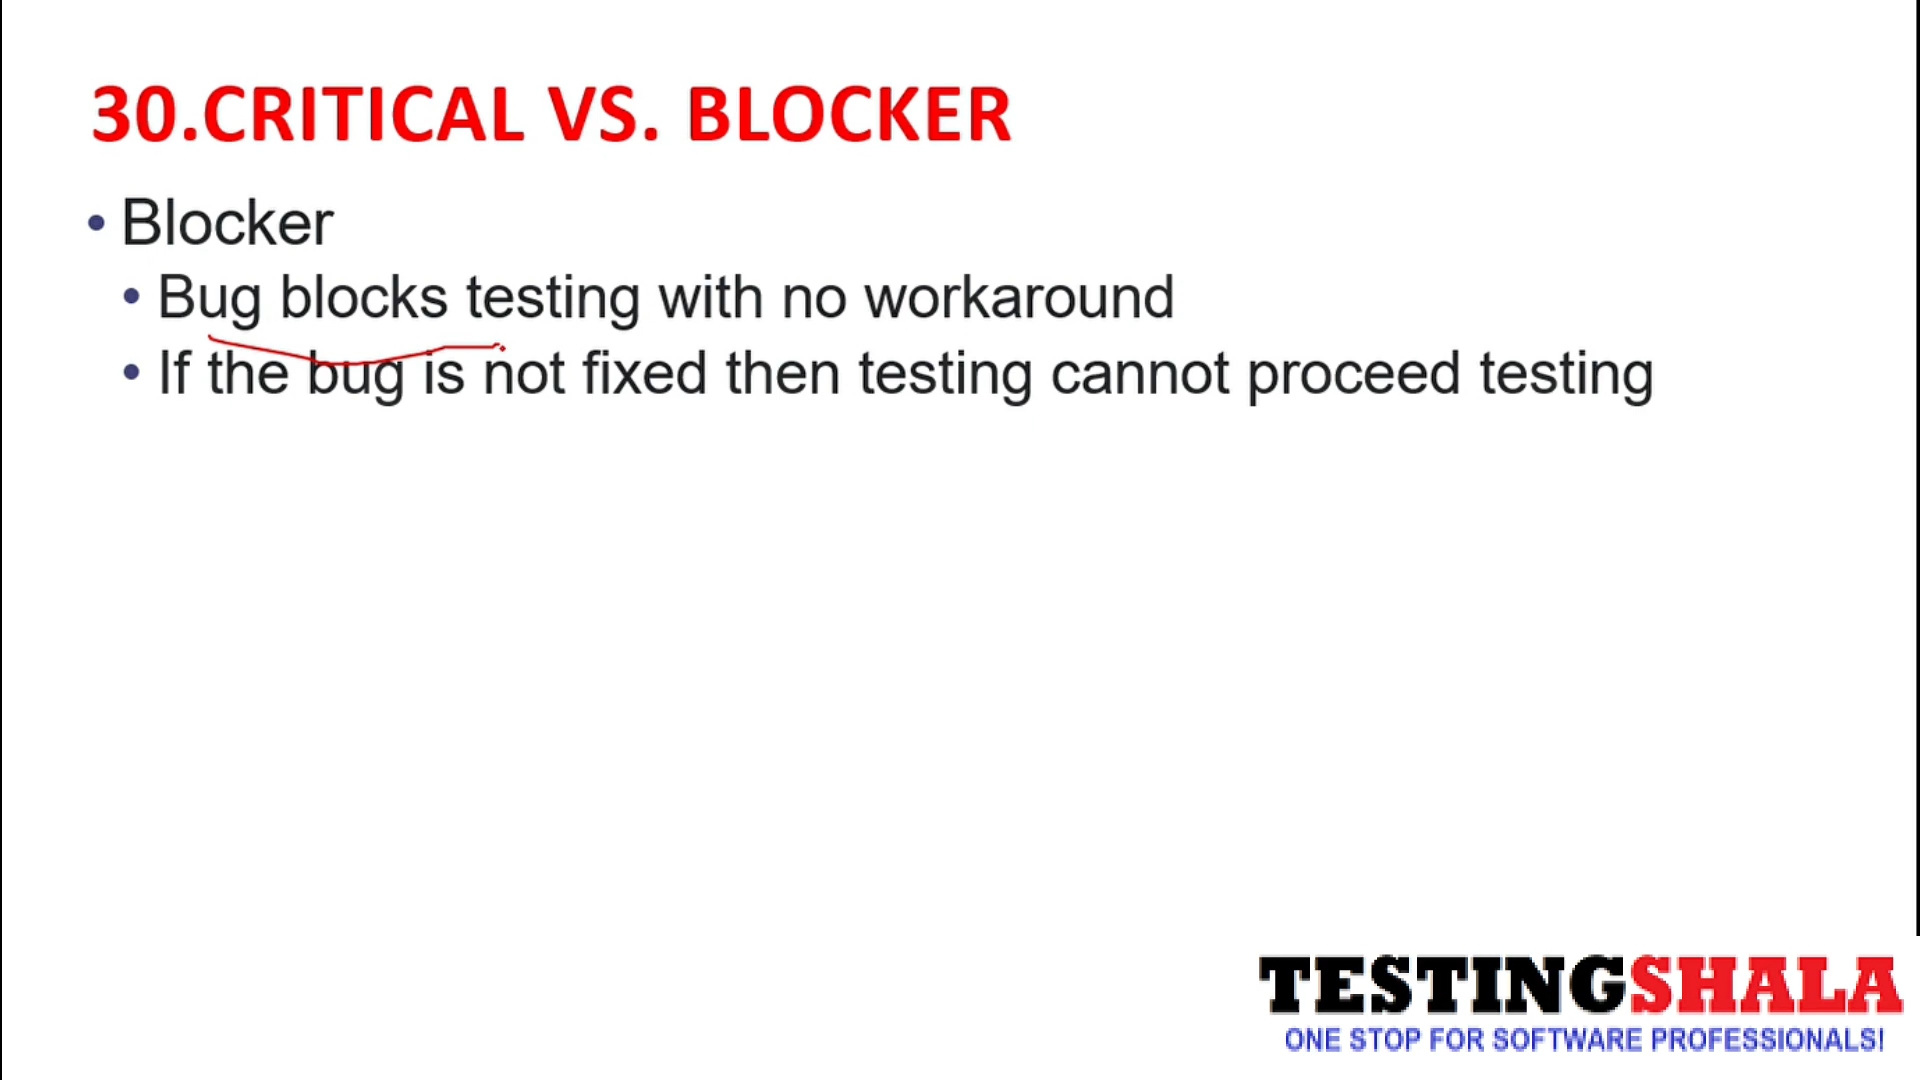 30.CRITICAL VS. BLOCKER
• Blocker
• Bug blocks testing with no workaround
• If the bug is not fixed then testing cannot proceed testing
TESTINGSHALA
ONE STOP FOR SOFTWARE PROFESSIONALS!